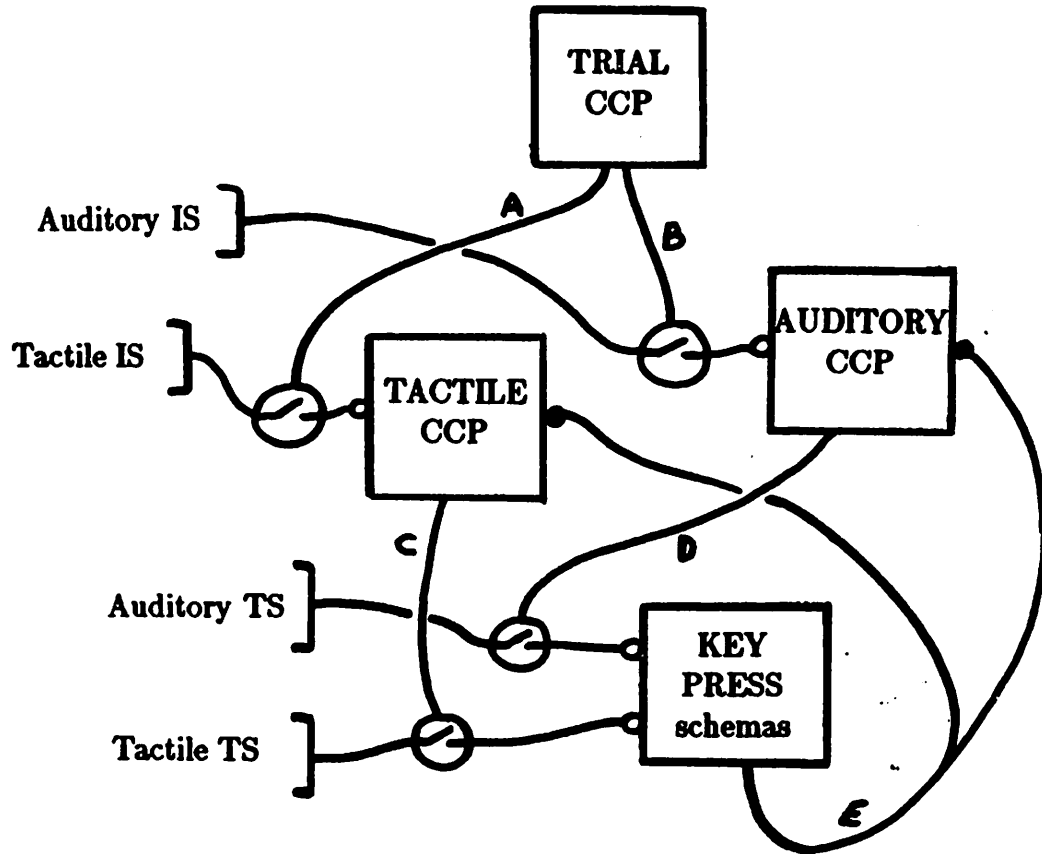 TRIAL
CCP
A
Auditory IS
B
AUDITORY
CCP
Tactile IS
TACTILE
CCP
C
D
Auditory TS
KEY
PRESS
schemas
Tactile TS
E